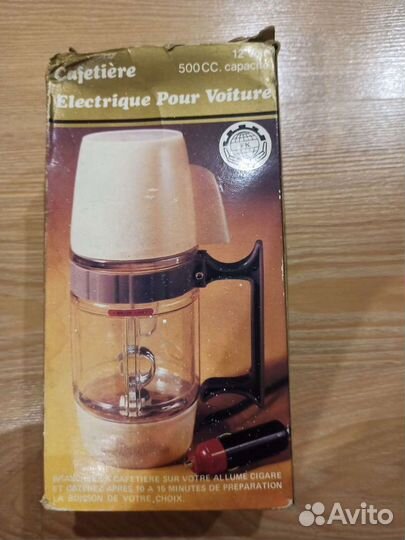 Cafetière
12 Volt
500CC. capacité
Electrique Pour Voiture
K
BRANCHEZ LA CAFETIERE SUR VOTRE ALLUME CIGARE
ET OBTENEZ APRES 10 A 15 MINUTES DE PREPARATION
LA BOISSON DE VOTRE CHOIX.
Avito